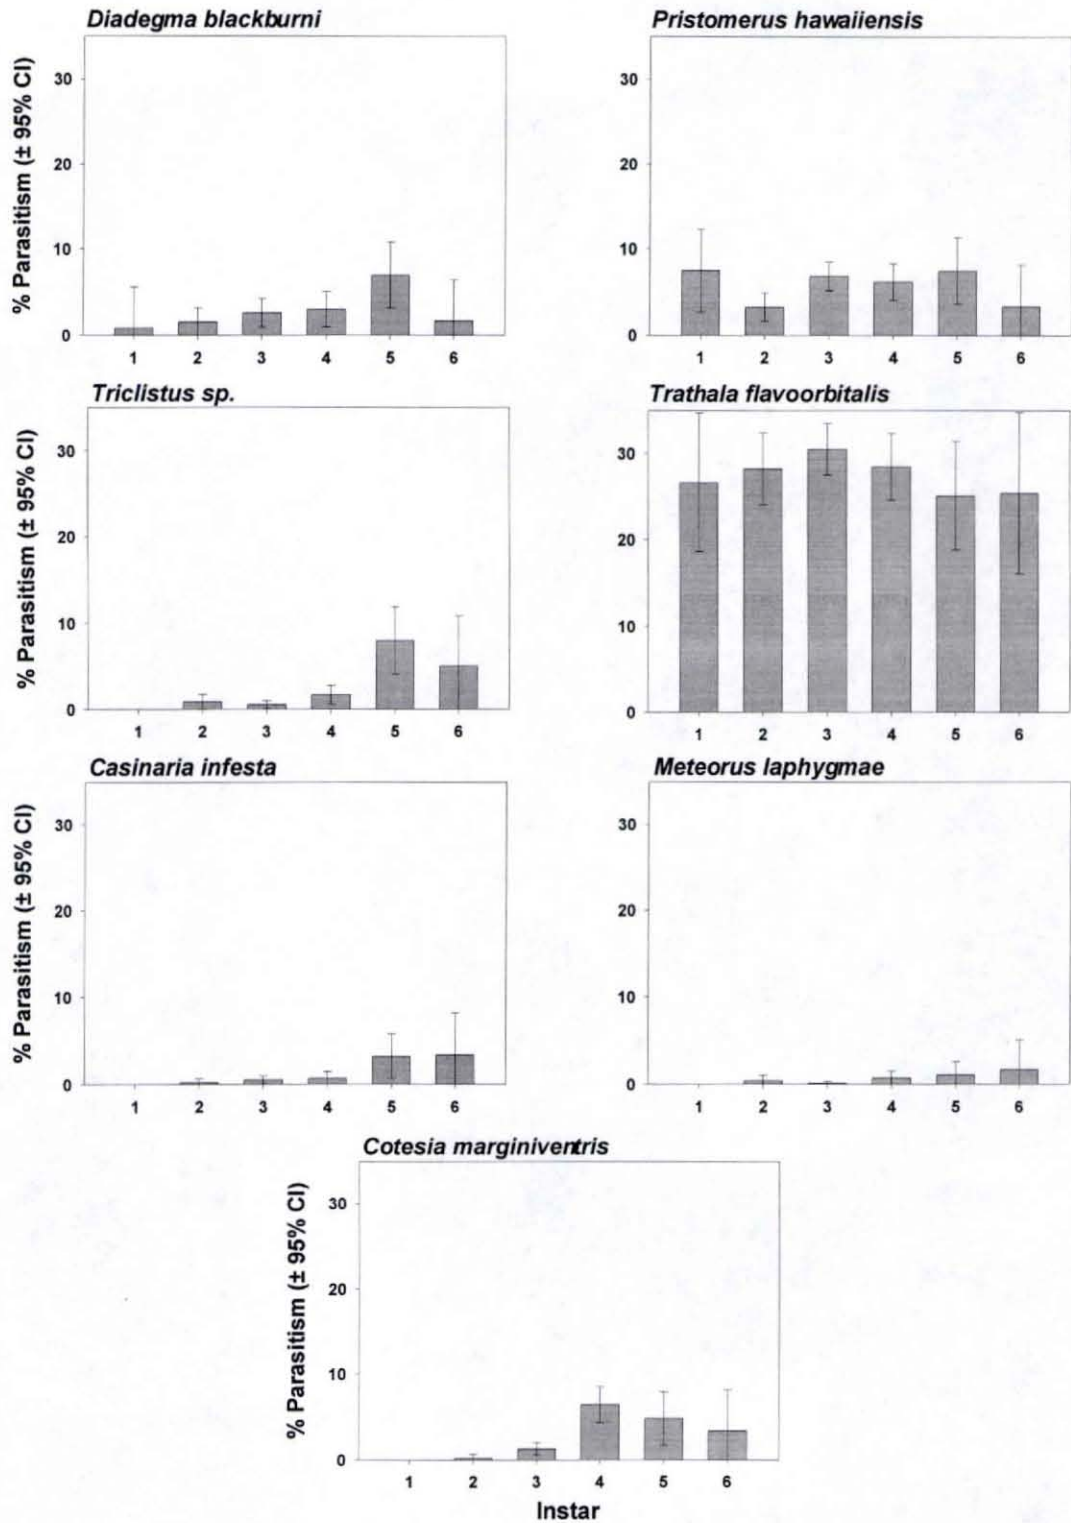 Diadegma blackburni
% Parasitism (± 95% CI)
30
20
10
0
1 2 3 4 5 6
Pristomerus hawaiiensis
30
20
10
0
1 2 3 4 5 6
Triclistus sp.
% Parasitism (± 95% CI)
30
20
10
0
1 2 3 4 5 6
Trathala flavoorbitalis
30
20
10
0
1 2 3 4 5 6
Casinaria infesta
% Parasitism (± 95% CI)
30
20
10
0
1 2 3 4 5 6
Meteorus laphygmae
30
20
10
0
1 2 3 4 5 6
Cotesia marginiventris
% Parasitism (± 95% CI)
30
20
10
0
1 2 3 4 5 6
Instar